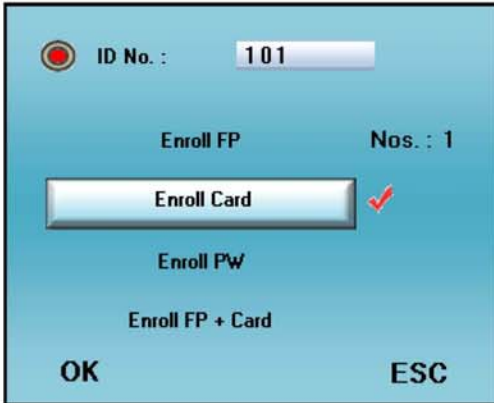 ID No. : 101
Enroll FP Nos. : 1
Enroll Card
Enroll PW
Enroll FP + Card
OK ESC